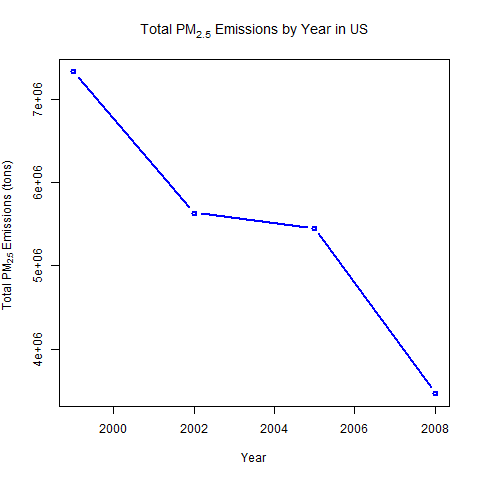 Total PM2.5 Emissions by Year in US
Total PM2.5 Emissions (tons)
7e+06
6e+06
5e+06
4e+06
2000 2002 2004 2006 2008
Year